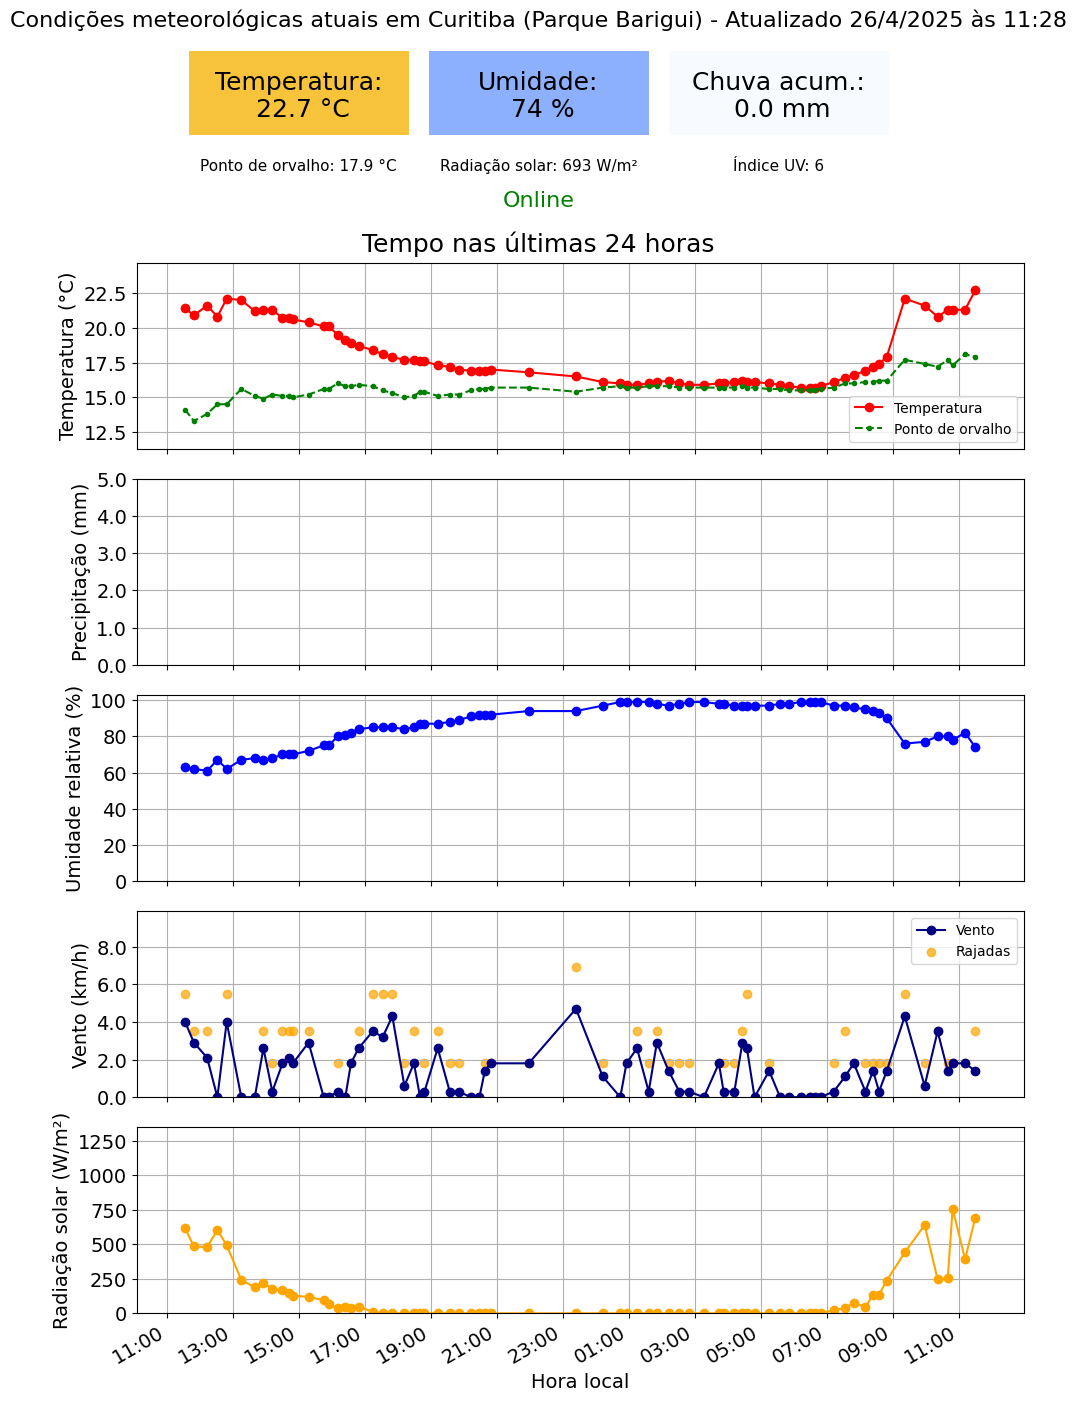 Condições meteorológicas atuais em Curitiba (Parque Barigui) - Atualizado 26/4/2025 às 11:28
Temperatura:
22.7 °C
Umidade:
74 %
Chuva acum.:
0.0 mm
Ponto de orvalho: 17.9 °C
Radiação solar: 693 W/m²
Índice UV: 6
Online
Tempo nas últimas 24 horas
Temperatura (°C)
22.5
20.0
17.5
15.0
12.5
Temperatura
Ponto de orvalho
Precipitação (mm)
5.0
4.0
3.0
2.0
1.0
0.0
Umidade relativa (%)
100
80
60
40
20
0
Vento (km/h)
8.0
6.0
4.0
2.0
0.0
Vento
Rajadas
Radiação solar (W/m²)
1250
1000
750
500
250
0
11:00
13:00
15:00
17:00
19:00
21:00
23:00
01:00
03:00
05:00
07:00
09:00
11:00
Hora local